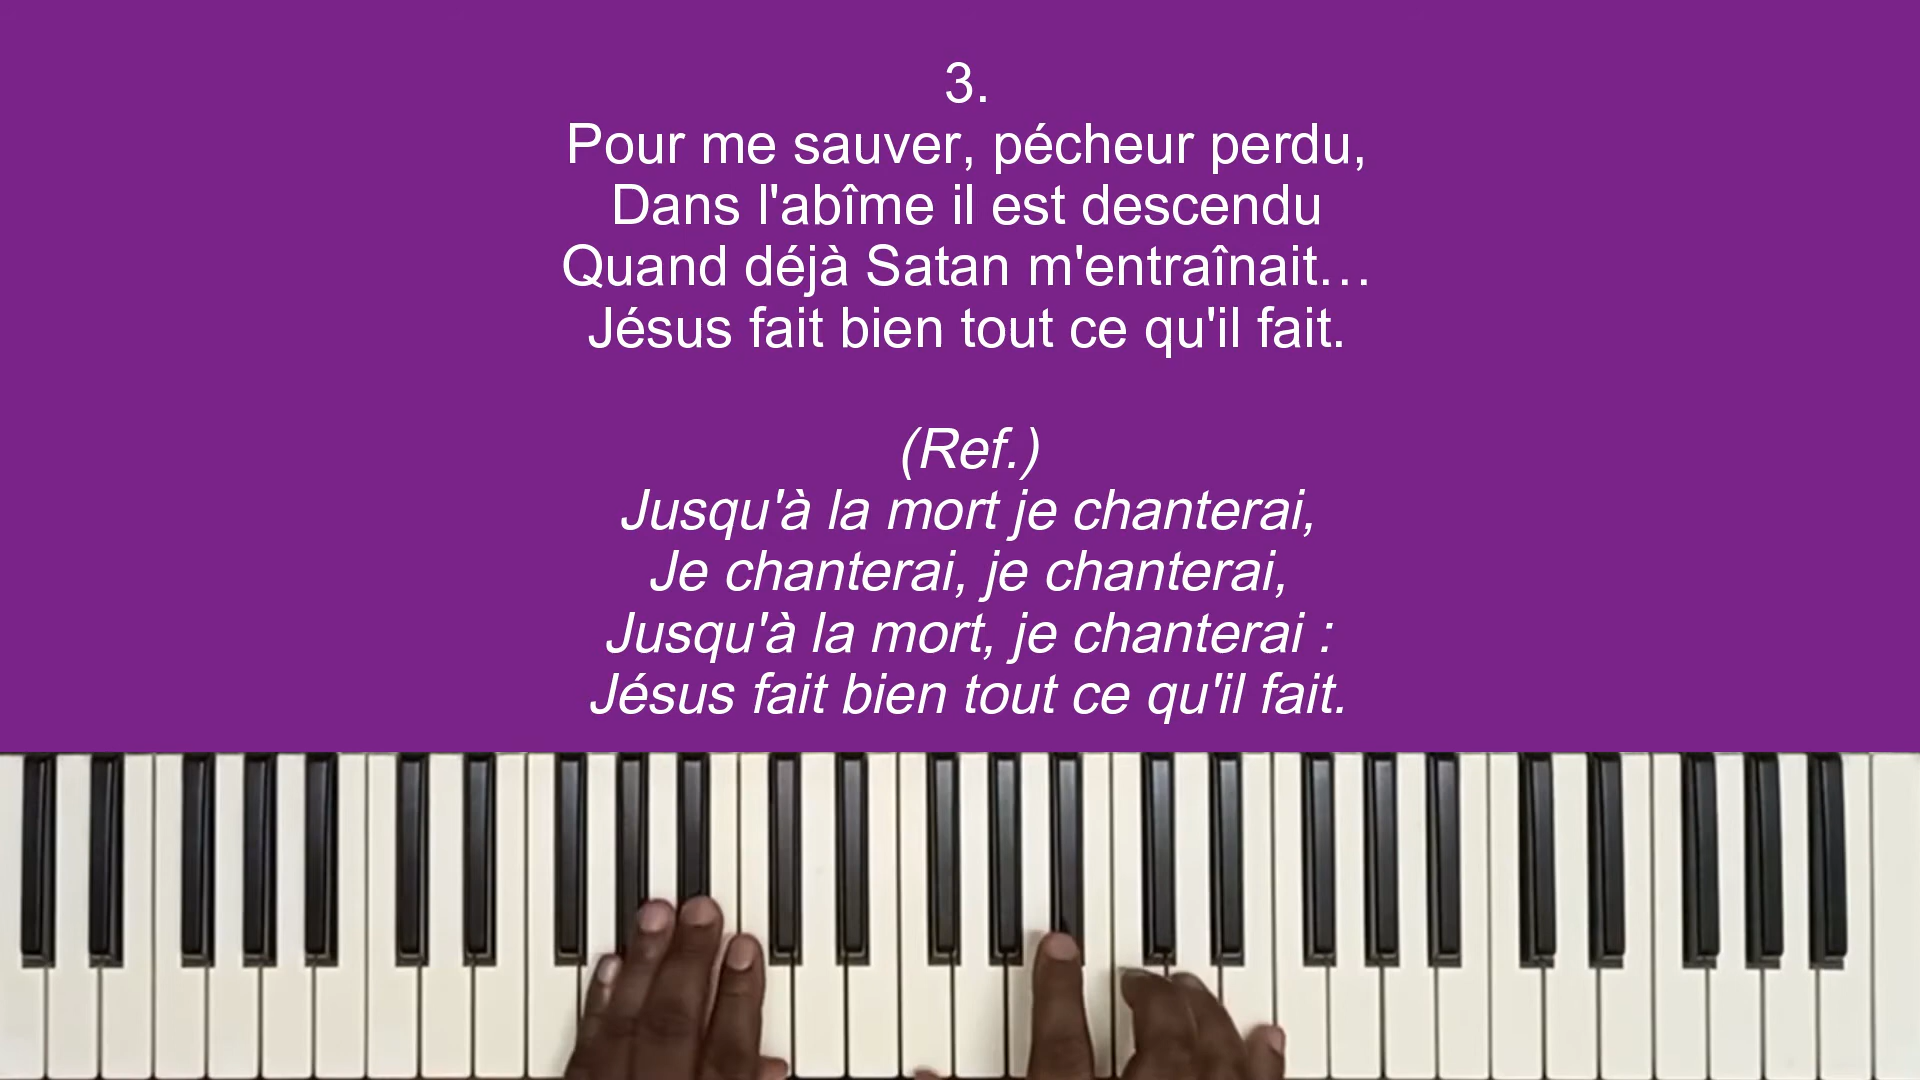 3.
Pour me sauver, pécheur perdu,
Dans l'abîme il est descendu
Quand déjà Satan m'entraînait…
Jésus fait bien tout ce qu'il fait.
(Ref.)
Jusqu'à la mort je chanterai,
Je chanterai, je chanterai,
Jusqu'à la mort, je chanterai :
Jésus fait bien tout ce qu'il fait.